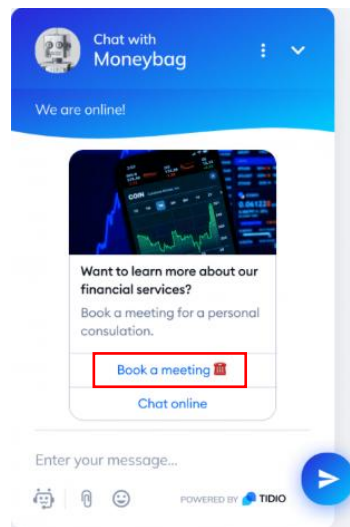 Chat with
Moneybag
We are online!
COIN
Want to learn more about our
financial services?
Book a meeting for a personal
consulation.
Book a meeting
Chat online
Enter your message...
POWERED BY TIDIO